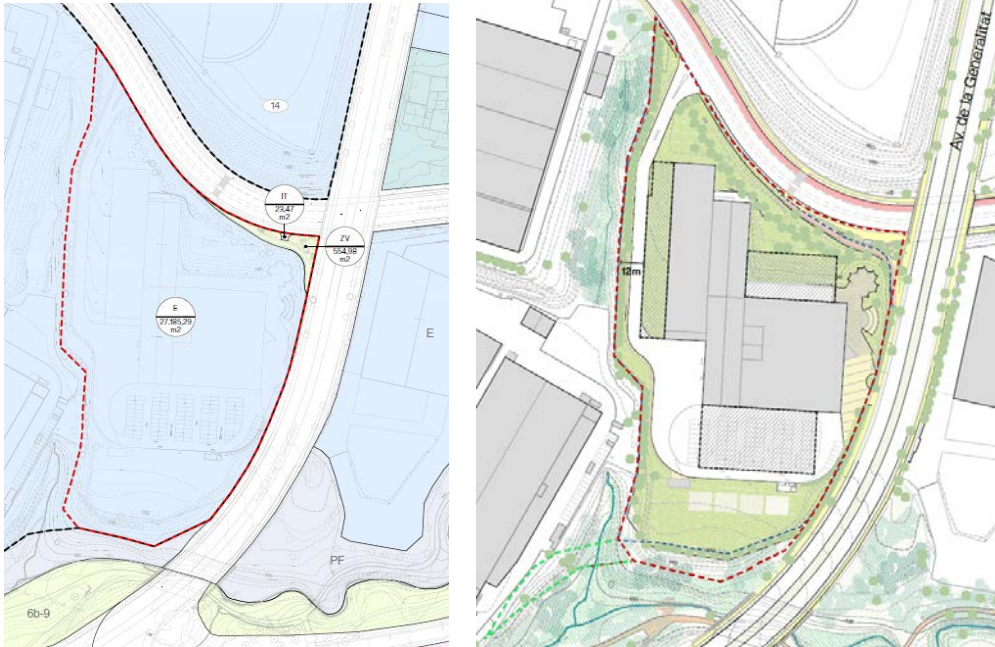 14
IT
23,47
m2
ZV
554,98
m2
E
27.195,29
m2
E
PF
6b-9
Av. de la Generalitat
12m